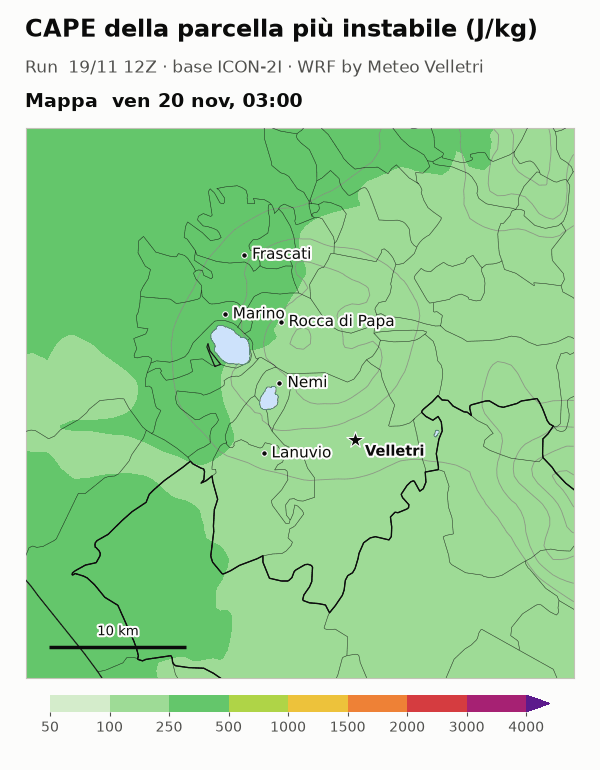 CAPE della parcella più instabile (J/kg)
Run  19/11 12Z · base ICON-2I · WRF by Meteo Velletri
Mappa  ven 20 nov, 03:00
Frascati
Marino
Rocca di Papa
Nemi
Velletri
Lanuvio
10 km
50 100 250 500 1000 1500 2000 3000 4000